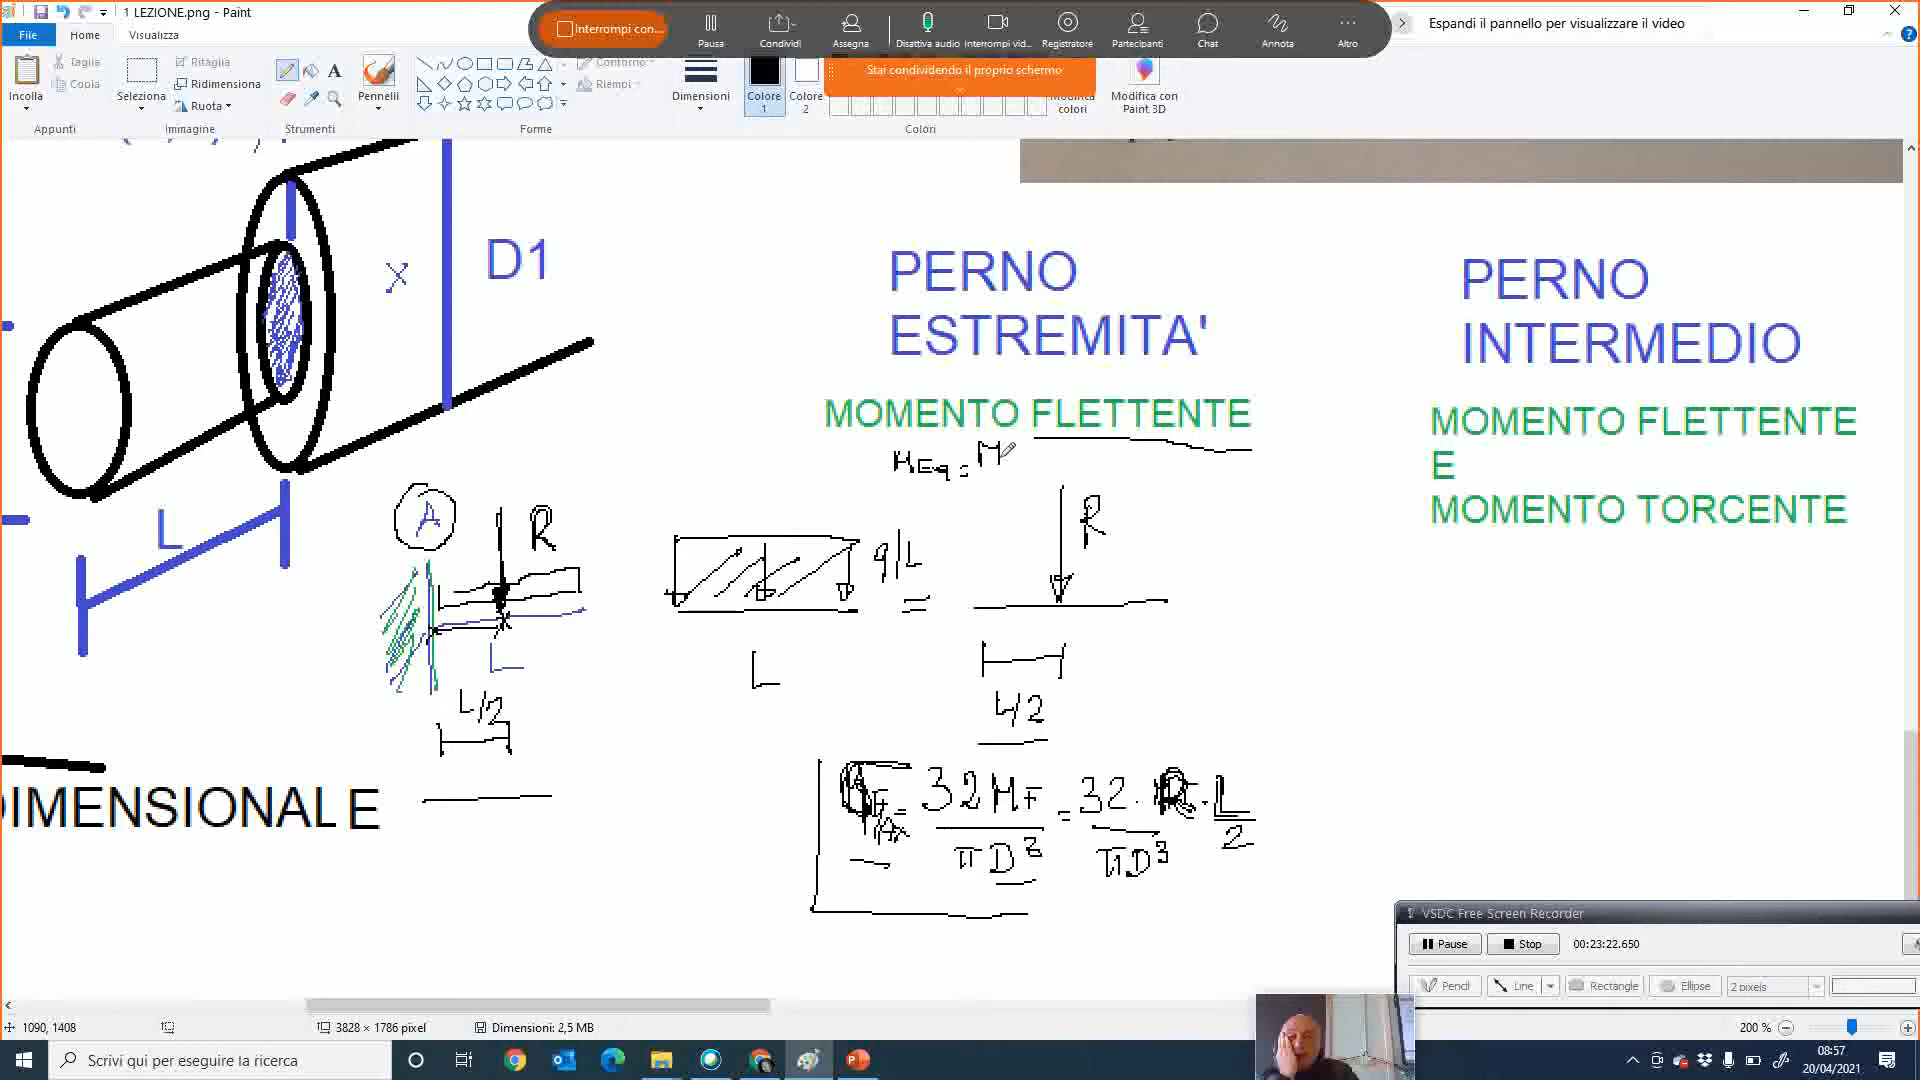 1 LEZIONE.png - Paint
Interrompi con...
Pausa
Condividi
Assegna
Disattiva audio
Interrompi vid...
Registratore
Partecipanti
Chat
Annota
Altro
Espandi il pannello per visualizzare il video
File
Home
Visualizza
Incolla
Taglia
Copia
Appunti
Seleziona
Ritaglia
Ridimensiona
Ruota
Immagine
Strumenti
Pennelli
Contorno
Riempi
Forme
Dimensioni
Colore 1
Colore 2
Colori
Star condividendo il proprio schermo
Modifica colori
Modifica con Paint 3D
D1
X
L
PERNO
ESTREMITA'
MOMENTO FLETTENTE
MEq = M
PERNO
INTERMEDIO
MOMENTO FLETTENTE
E
MOMENTO TORCENTE
A
R
L
L/2
q/L
L
R
L/2
= 32 MF / πD³ = 32 · R · L / πD³ 2
DIMENSIONALE
VSDC Free Screen Recorder
Pause
Stop
00:23:22.650
Pencil
Line
Rectangle
Ellipse
2 pixels
1090, 1408
3828 × 1786 pixel
Dimensioni: 2,5 MB
200 %
Scrivi qui per eseguire la ricerca
08:57
20/04/2021